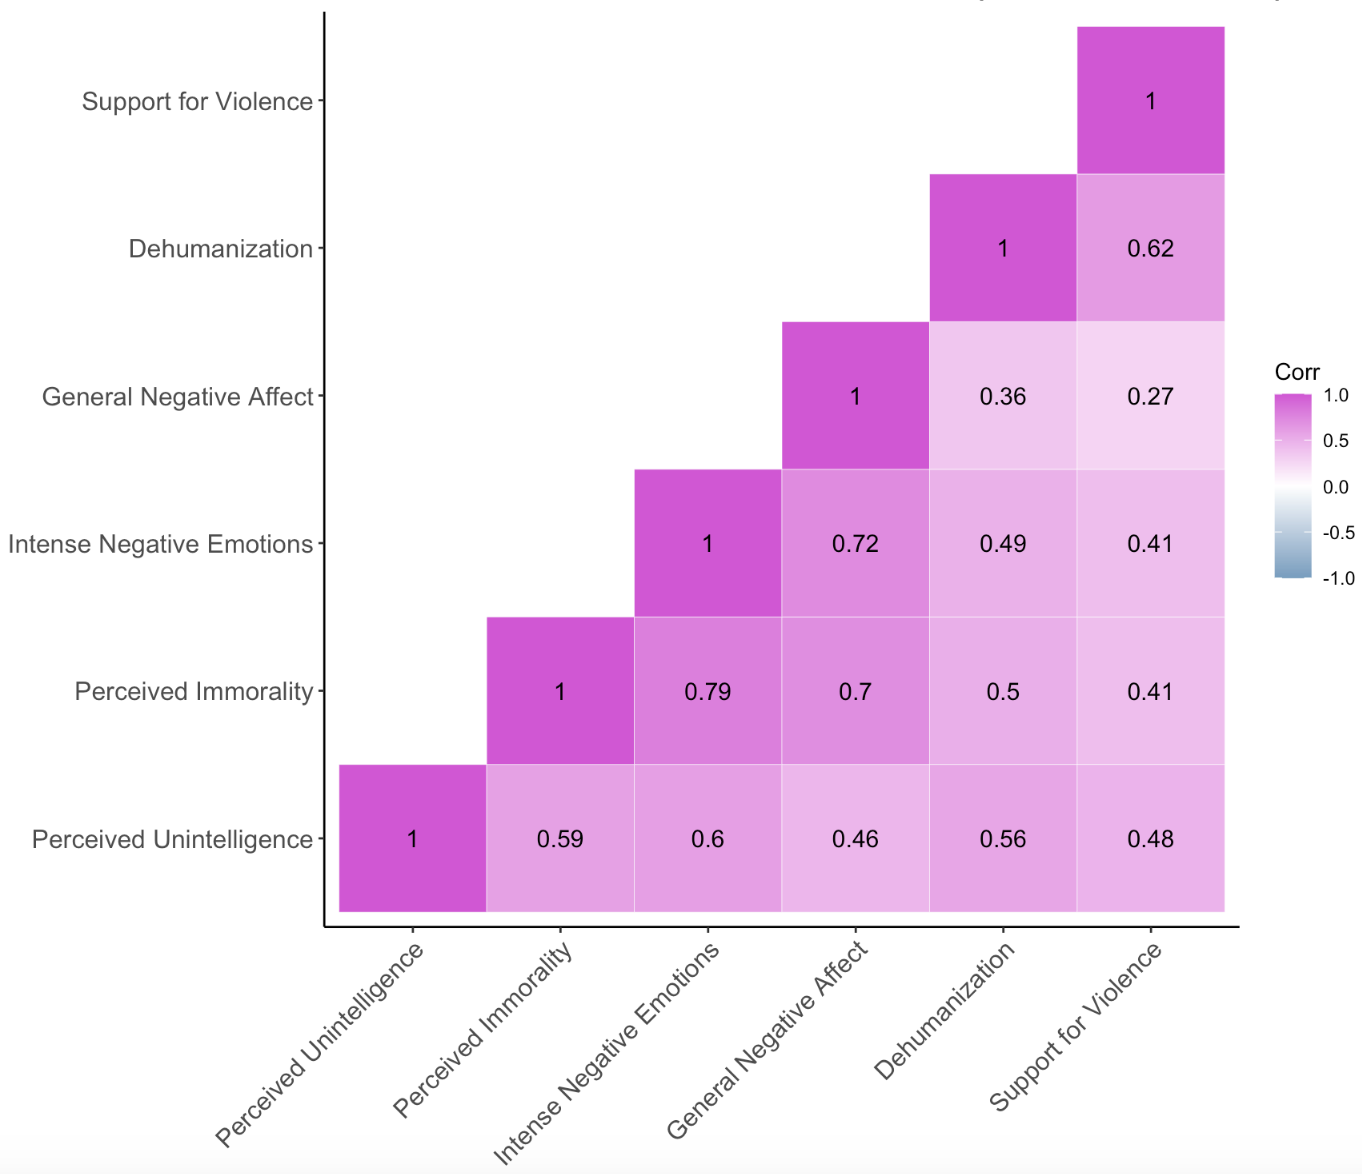 Support for Violence
1
Dehumanization
1 0.62
General Negative Affect
1 0.36 0.27
Corr
1.0
0.5
0.0
-0.5
-1.0
Intense Negative Emotions
1 0.72 0.49 0.41
Perceived Immorality
1 0.79 0.7 0.5 0.41
Perceived Unintelligence
1 0.59 0.6 0.46 0.56 0.48
Perceived Unintelligence
Perceived Immorality
Intense Negative Emotions
General Negative Affect
Dehumanization
Support for Violence